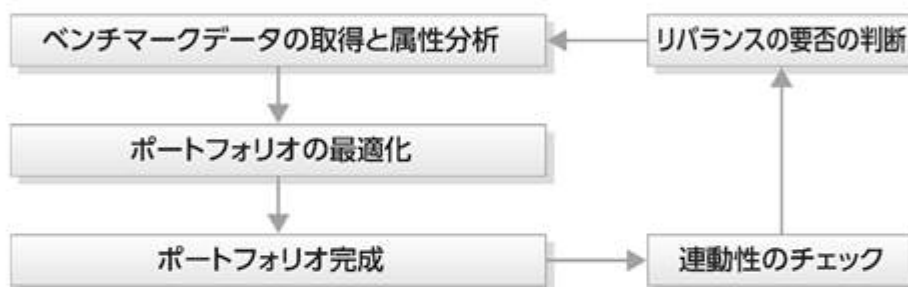 ベンチマークデータの取得と属性分析
リバランスの要否の判断
ポートフォリオの最適化
ポートフォリオ完成
連動性のチェック